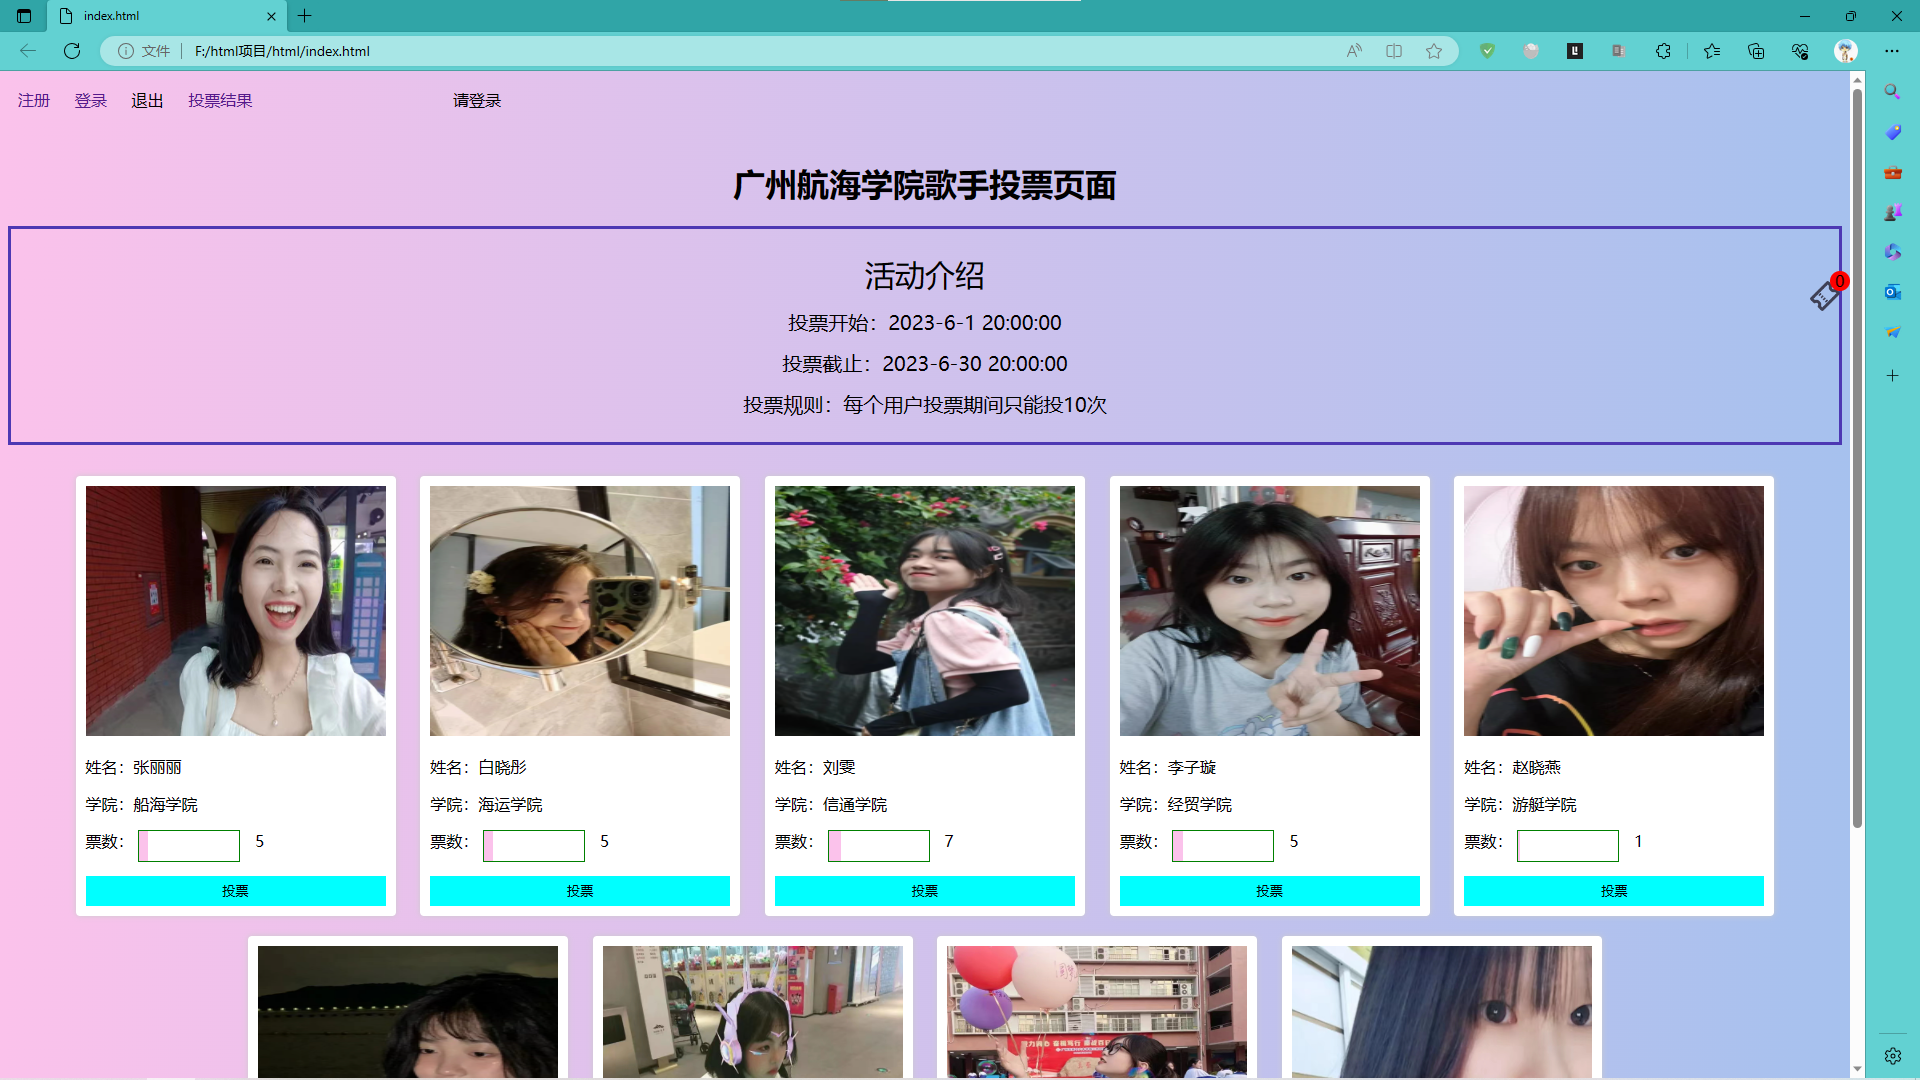 index.html
文件 F:/html项目/html/index.html
注册 登录 退出 投票结果 请登录
广州航海学院歌手投票页面
活动介绍
0
投票开始：2023-6-1 20:00:00
投票截止：2023-6-30 20:00:00
投票规则：每个用户投票期间只能投10次
姓名：张丽丽
学院：船海学院
票数： 5
投票
姓名：白晓彤
学院：海运学院
票数： 5
投票
姓名：刘雯
学院：信通学院
票数： 7
投票
姓名：李子璇
学院：经贸学院
票数： 5
投票
姓名：赵晓燕
学院：游艇学院
票数： 1
投票